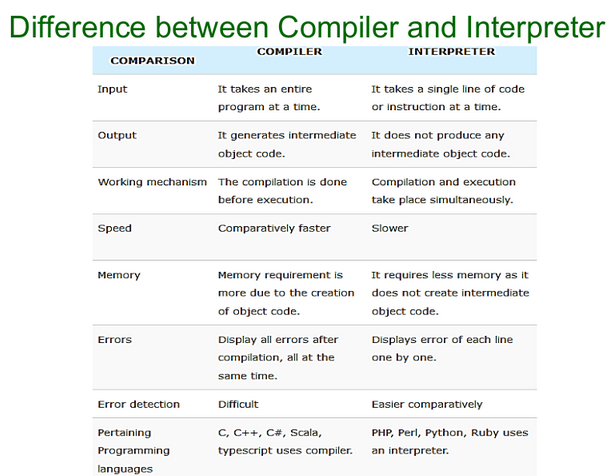 Difference between Compiler and Interpreter
COMPARISON COMPILER INTERPRETER
Input It takes an entire It takes a single line of code
program at a time. or instruction at a time.
Output It generates intermediate It does not produce any
object code. intermediate object code.
Working mechanism The compilation is done Compilation and execution
before execution. take place simultaneously.
Speed Comparatively faster Slower
Memory Memory requirement is It requires less memory as it
more due to the creation does not create intermediate
of object code. object code.
Errors Display all errors after Displays error of each line
compilation, all at the one by one.
same time.
Error detection Difficult Easier comparatively
Pertaining C, C++, C#, Scala, PHP, Perl, Python, Ruby uses
Programming typescript uses compiler. an interpreter.
languages